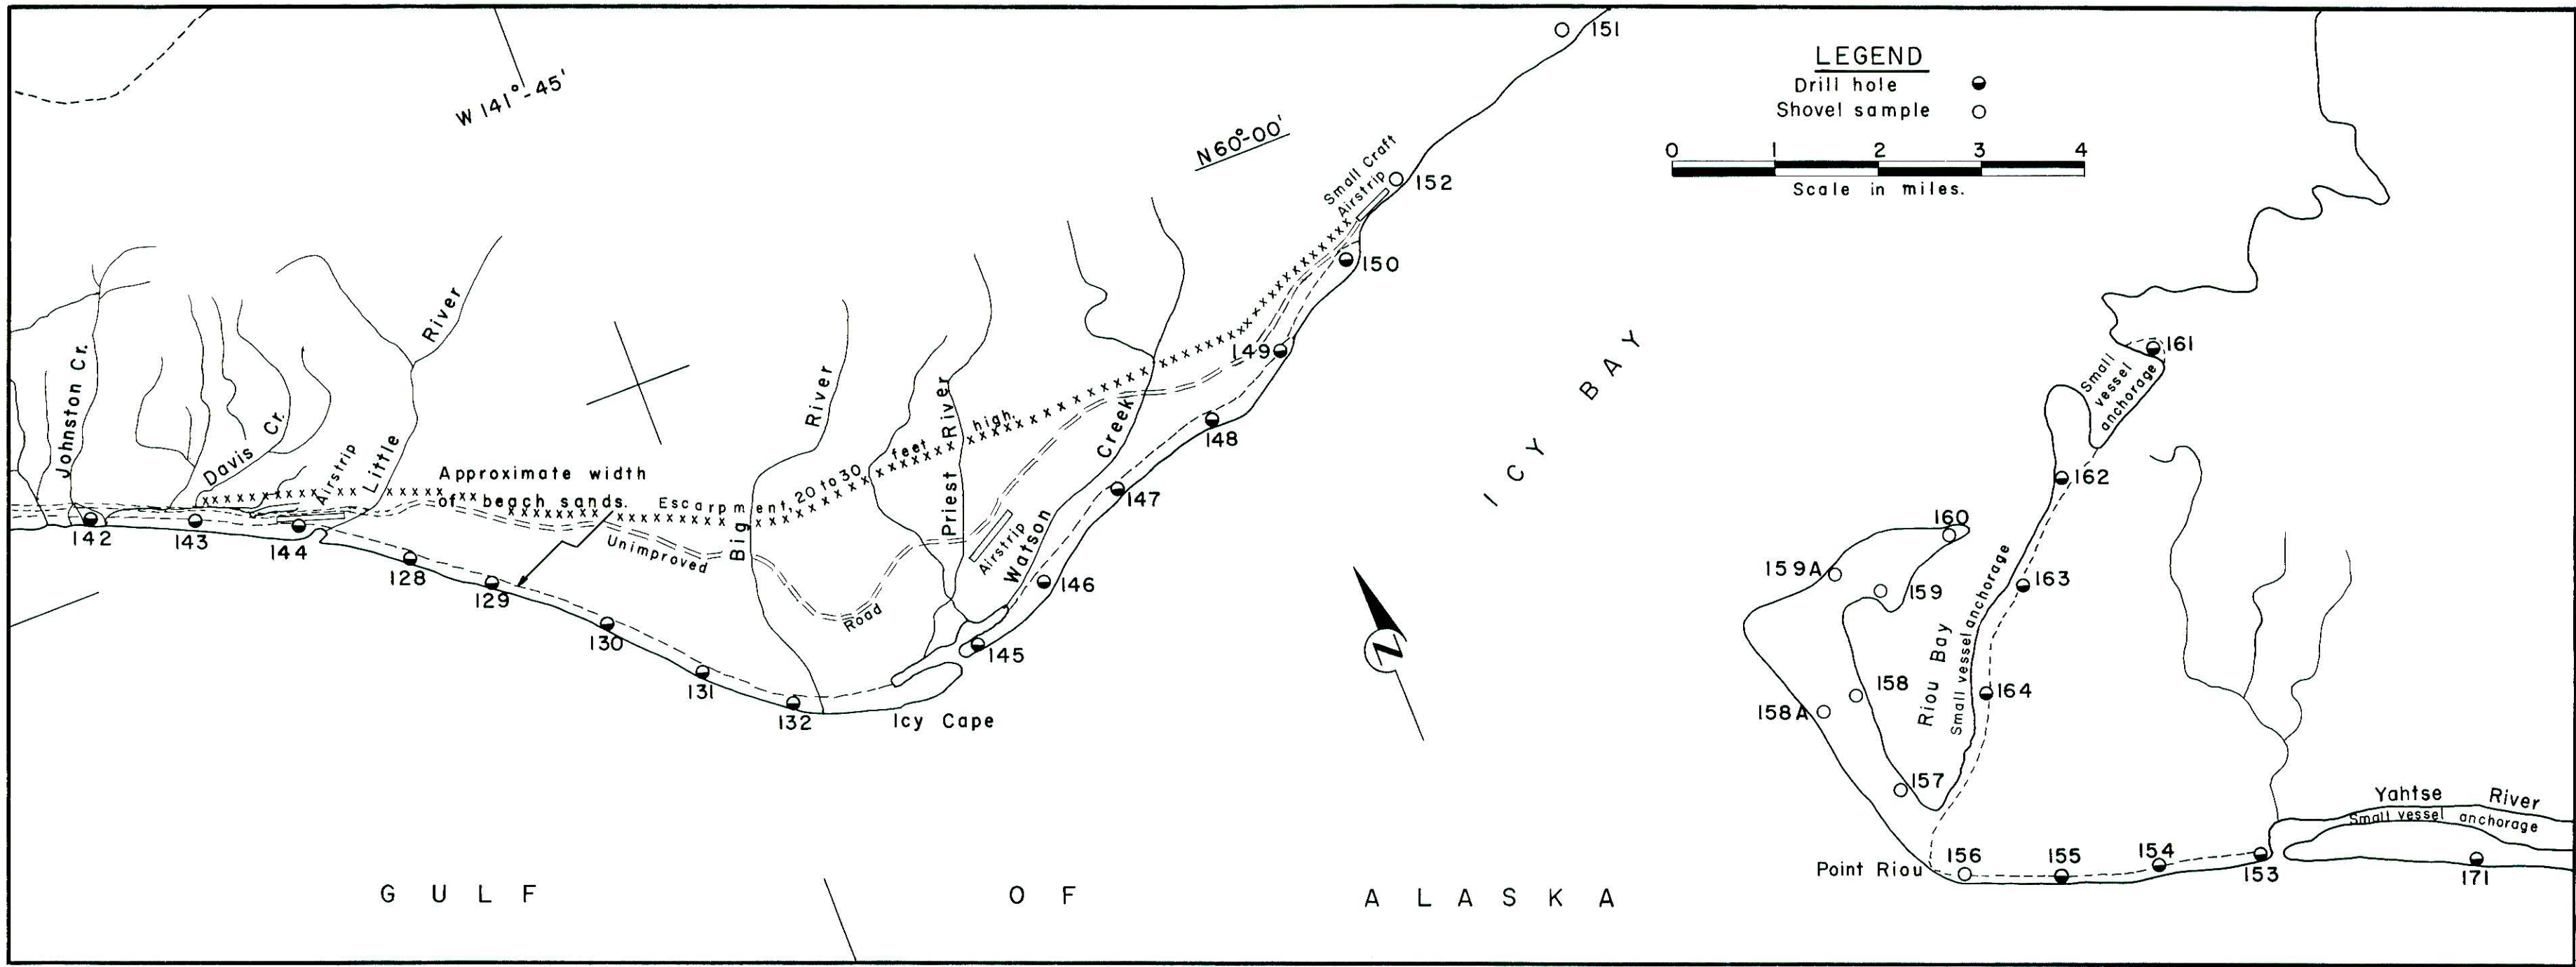 LEGEND
Drill hole
Shovel sample
0 1 2 3 4
Scale in miles.
W 141°-45'
N 60°-00'
151
152
Small Craft
Airstrip
150
149
148
147
146
145
Johnston Cr.
Davis Cr.
Airstrip
Little River
Approximate width
of beach sands.
Escarpment, 20 to 30 feet high.
Unimproved Road
Big River
Priest River
Airstrip
Watson Creek
142
143
144
128
129
130
131
132
Icy Cape
ICY BAY
N
161
Small
vessel
anchorage
162
160
159A
159
163
Riou Bay
Small vessel anchorage
158
164
158A
157
Point Riou
156
155
154
153
Yahtse River
Small vessel anchorage
171
GULF OF ALASKA